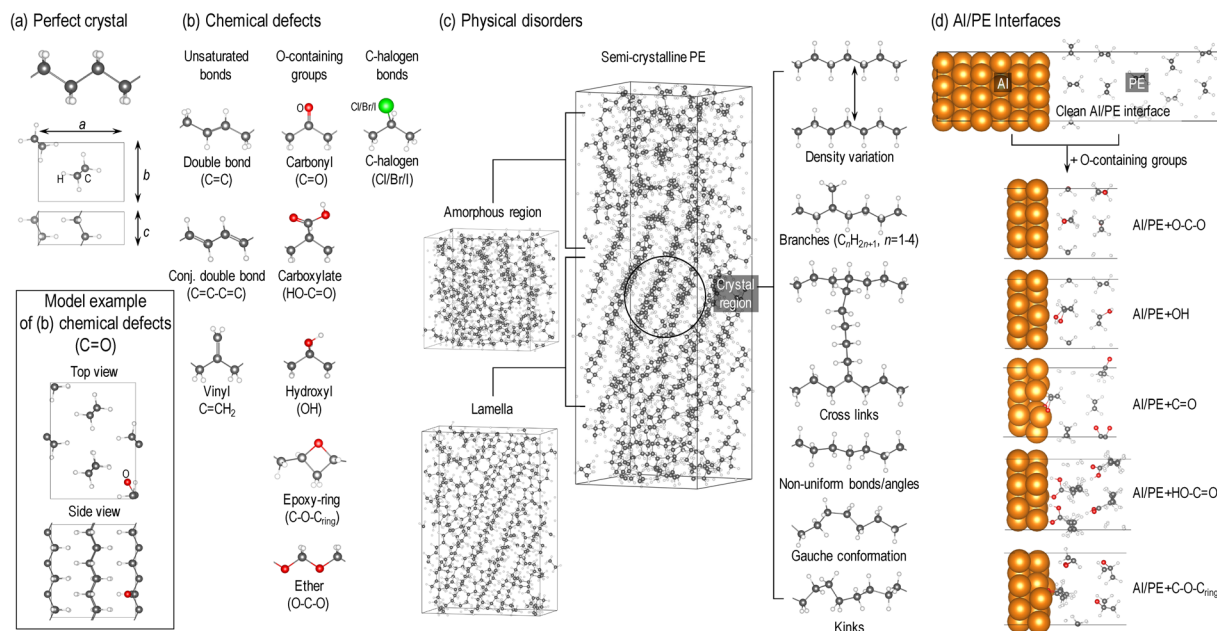 (a) Perfect crystal
a
b
H
C
c
Model example
of (b) chemical defects
(C=O)
Top view
O
Side view
(b) Chemical defects
Unsaturated
bonds
O-containing
groups
C-halogen
bonds
O
Cl/Br/I
Double bond
(C=C)
Carbonyl
(C=O)
C-halogen
(Cl/Br/I)
Conj. double bond
(C=C-C=C)
Carboxylate
(HO-C=O)
Vinyl
C=CH2
Hydroxyl
(OH)
Epoxy-ring
(C-O-Cring)
Ether
(O-C-O)
(c) Physical disorders
Semi-crystalline PE
Amorphous region
Lamella
Crystal
region
Density variation
Branches (CnH2n+1, n=1-4)
Cross links
Non-uniform bonds/angles
Gauche conformation
Kinks
(d) Al/PE Interfaces
Al
PE
Clean Al/PE interface
+ O-containing groups
Al/PE+O-C-O
Al/PE+OH
Al/PE+C=O
Al/PE+HO-C=O
Al/PE+C-O-Cring